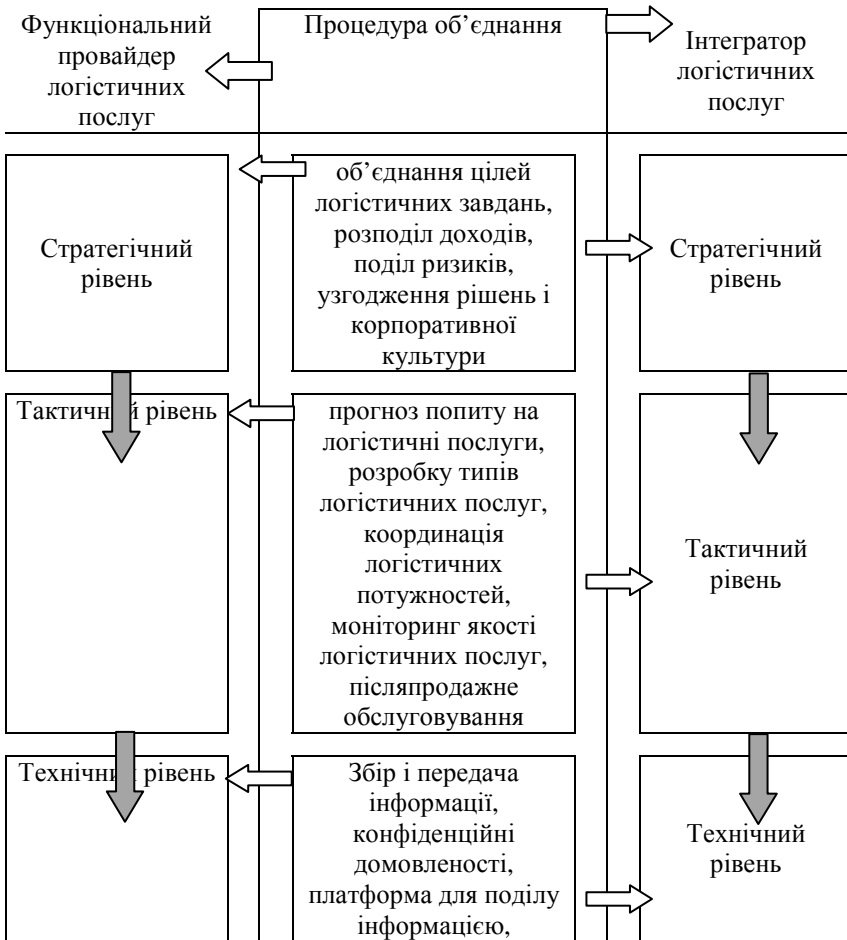 Функціональний
провайдер
логістичних
послуг
Процедура об’єднання
Інтегратор
логістичних
послуг
Стратегічний
рівень
об’єднання цілей
логістичних завдань,
розподіл доходів,
поділ ризиків,
узгодження рішень і
корпоративної
культури
Стратегічний
рівень
Тактичний рівень
прогноз попиту на
логістичні послуги,
розробку типів
логістичних послуг,
координація
логістичних
потужностей,
моніторинг якості
логістичних послуг,
післяпродажне
обслуговування
Тактичний
рівень
Технічний рівень
Збір і передача
інформації,
конфіденційні
домовленості,
платформа для поділу
інформацією,
Технічний
рівень